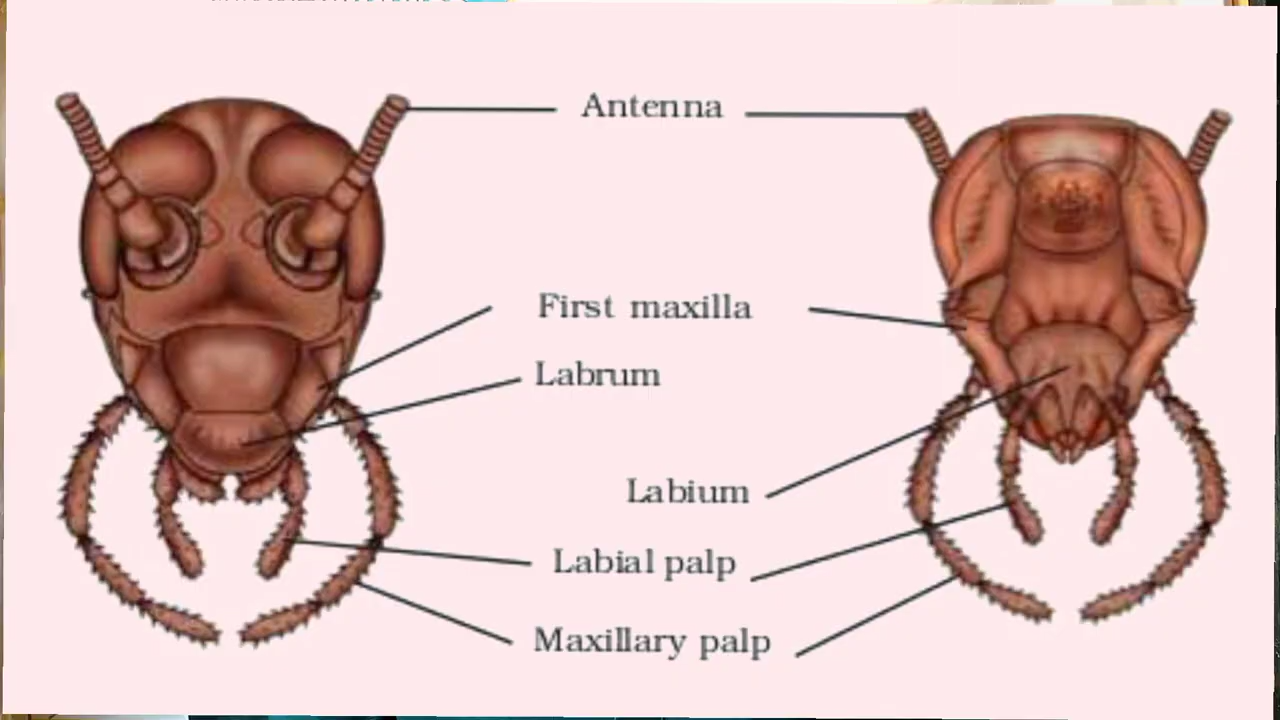 Antenna
First maxilla
Labrum
Labium
Labial palp
Maxillary palp